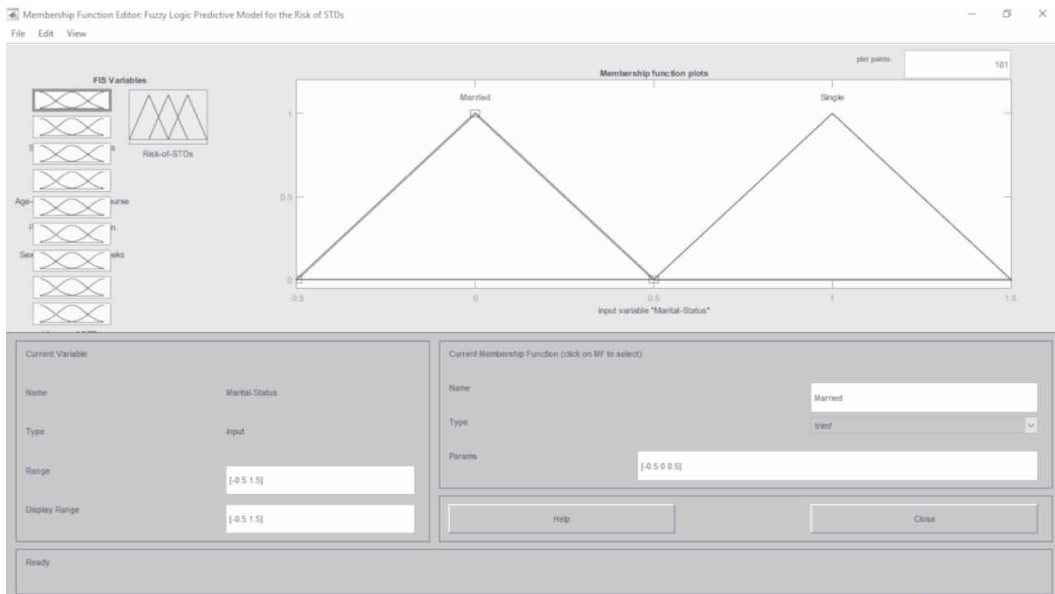 Membership Function Editor: Fuzzy Logic Predictive Model for the Risk of STDs
File Edit View
FIS Variables
Risk-of-STDs
plot points:
181
Membership function plots
Married
Single
1
0.5
0
-0.5
0
0.5
1
1.5
input variable "Marital-Status"
Current Variable
Name Marital-Status
Type input
Range [-0.5 1.5]
Display Range [-0.5 1.5]
Current Membership Function (click on MF to select)
Name Married
Type trimf
Params [-0.5 0 0.5]
Help
Close
Ready